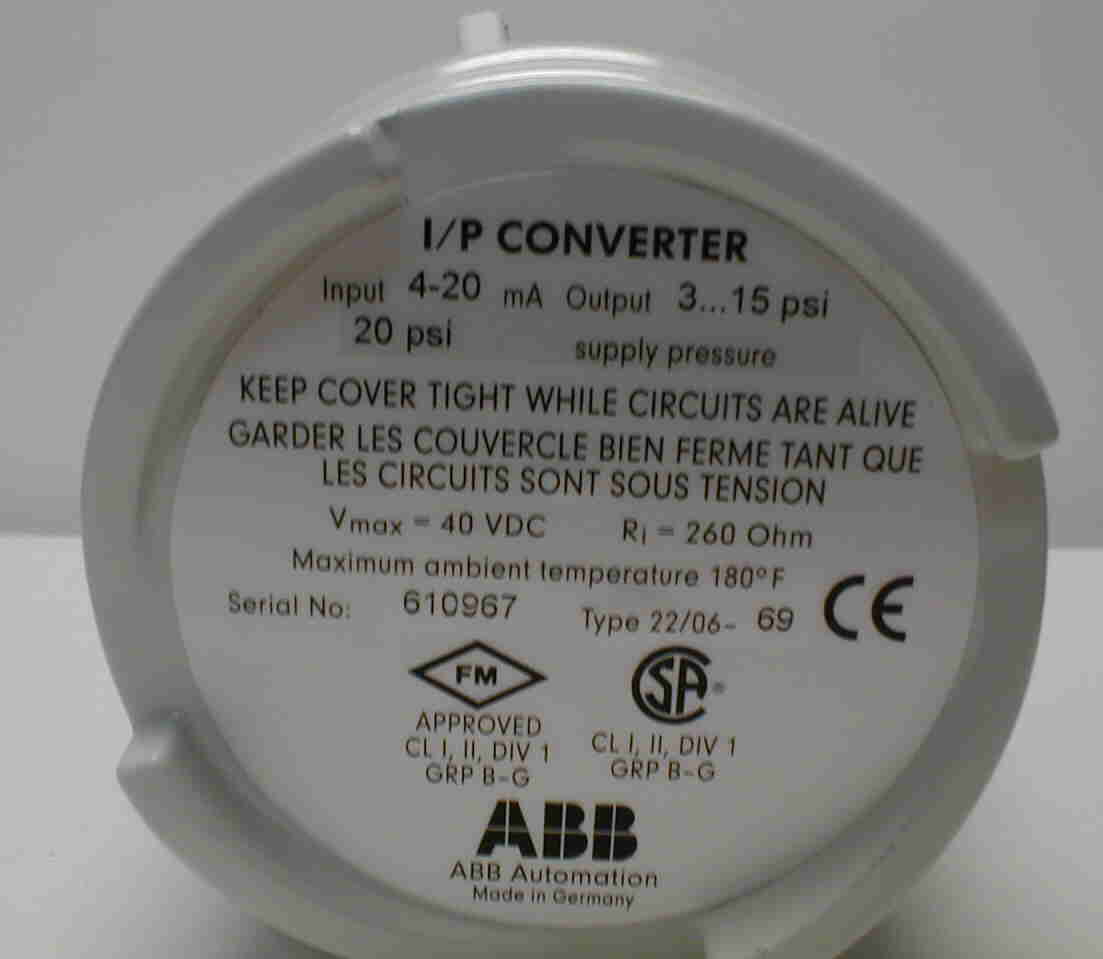 I/P CONVERTER
Input 4-20 mA Output 3...15 psi
20 psi supply pressure
KEEP COVER TIGHT WHILE CIRCUITS ARE ALIVE
GARDER LES COUVERCLE BIEN FERME TANT QUE
LES CIRCUITS SONT SOUS TENSION
Vmax = 40 VDC Ri = 260 Ohm
Maximum ambient temperature 180°F
Serial No: 610967 Type 22/06- 69 CE
FM SA®
APPROVED
CL I, II, DIV 1 CL I, II, DIV 1
GRP B-G GRP B-G
ABB
ABB Automation
Made in Germany